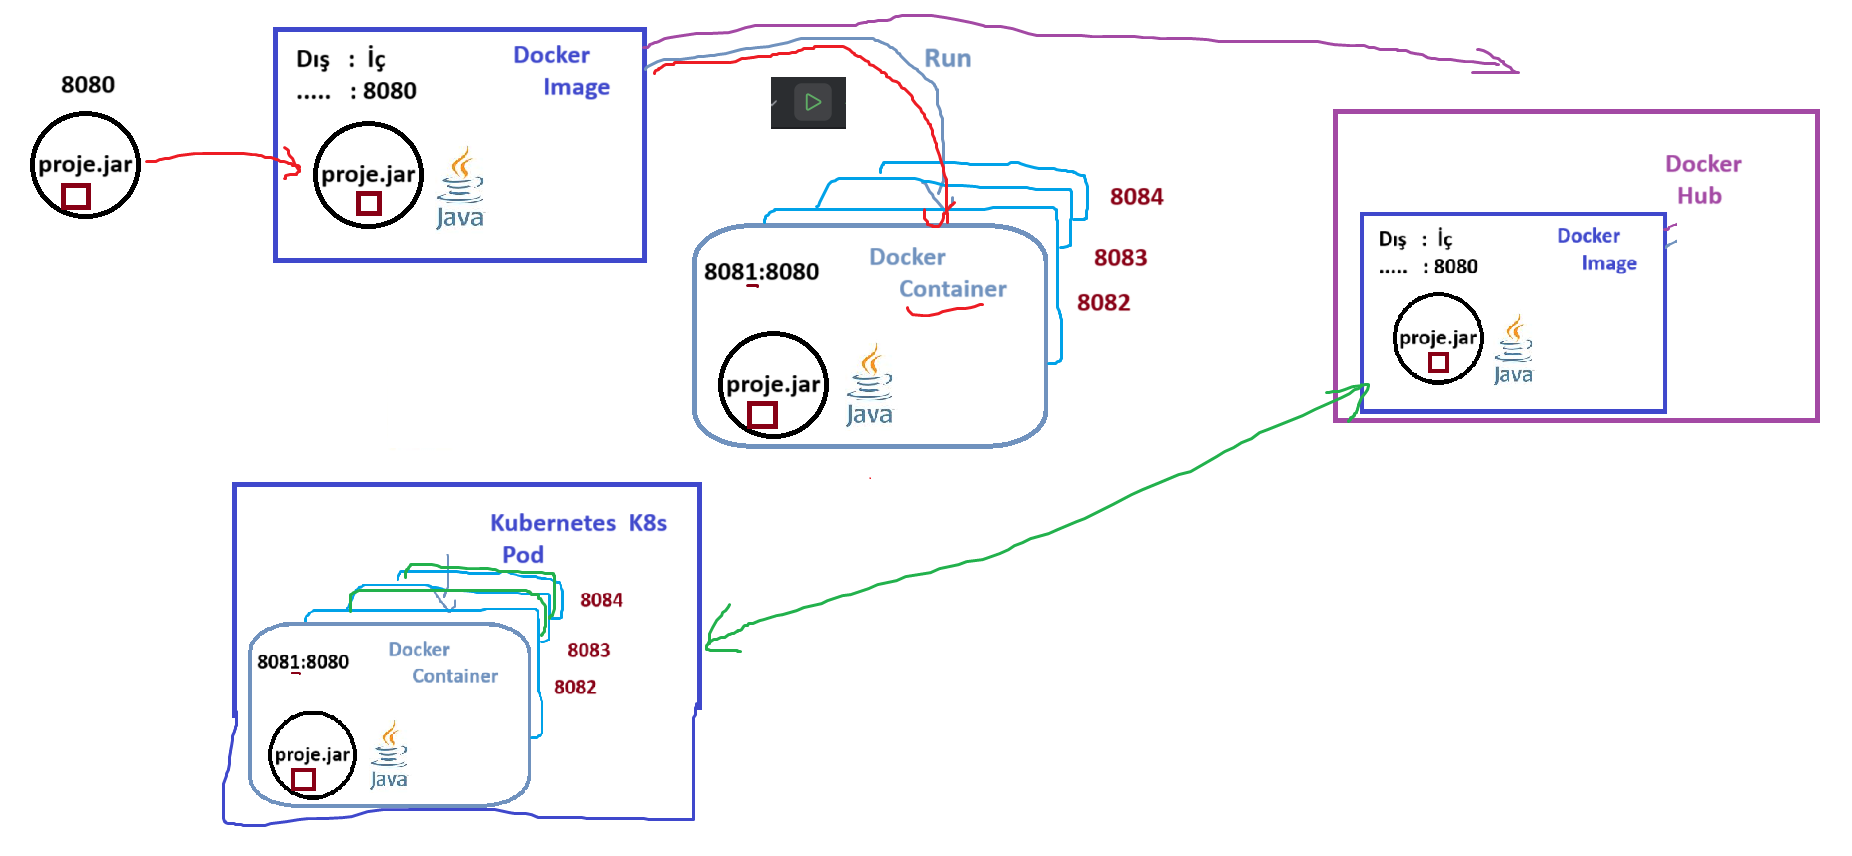 8080
proje.jar
Dış : İç
..... : 8080
Docker
Image
proje.jar
Java
Run
8084
8083
8082
8081:8080
Docker
Container
proje.jar
Java
Docker
Hub
Dış : İç
..... : 8080
Docker
Image
proje.jar
Java
Kubernetes K8s
Pod
8084
8083
8082
8081:8080
Docker
Container
proje.jar
Java